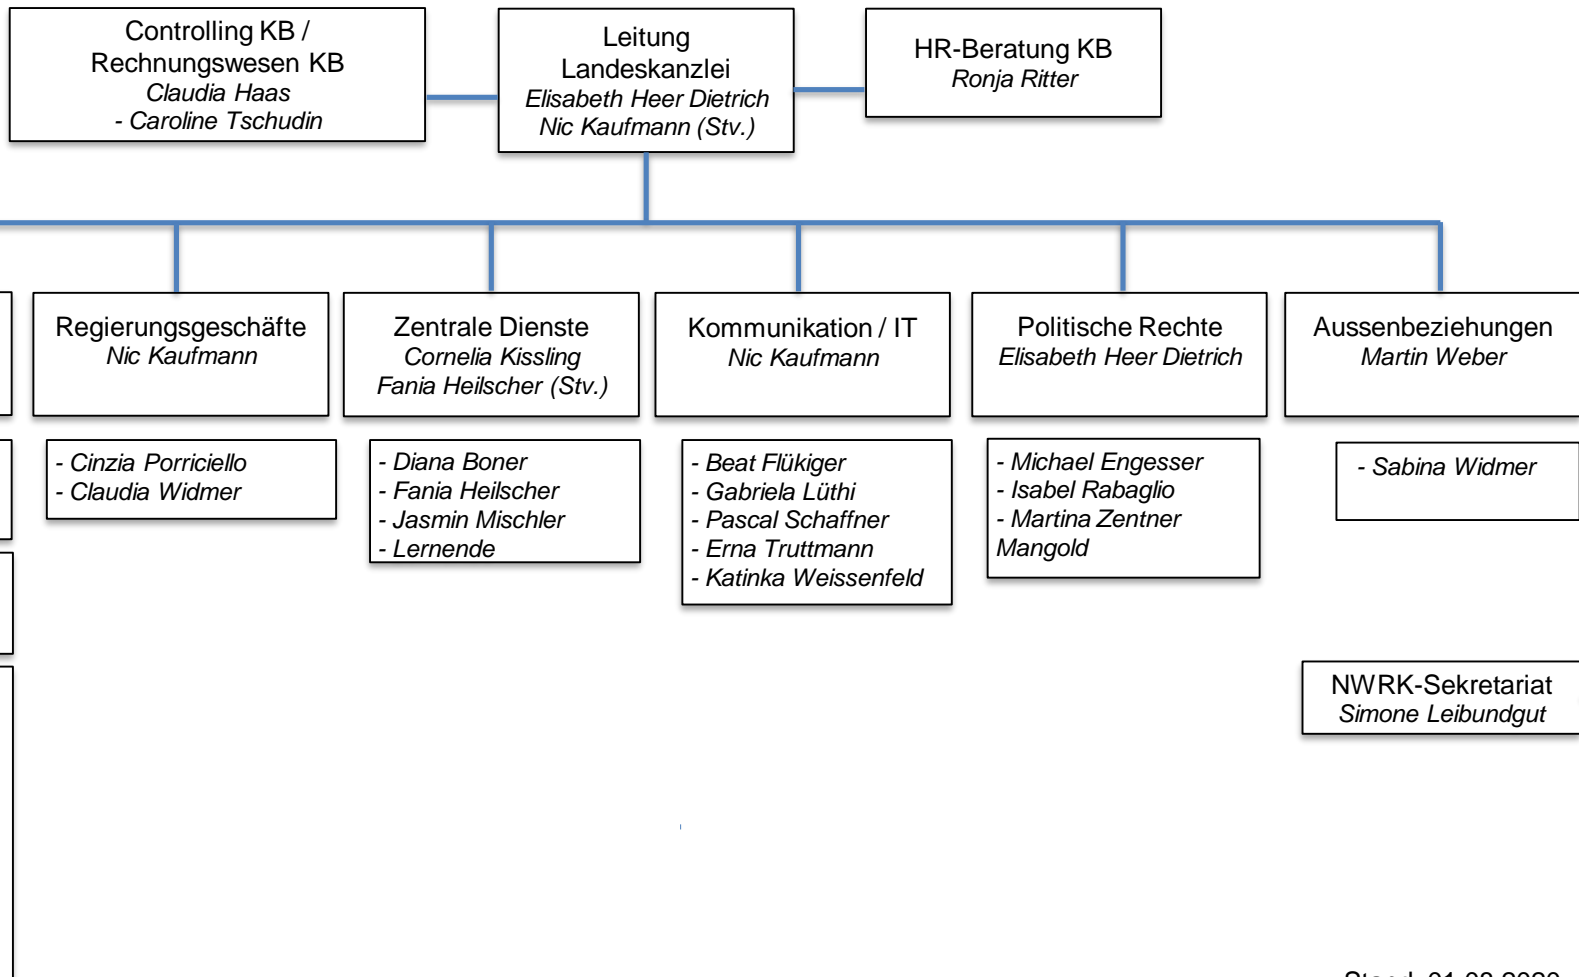 Controlling KB /
Rechnungswesen KB
Claudia Haas
- Caroline Tschudin
Leitung
Landeskanzlei
Elisabeth Heer Dietrich
Nic Kaufmann (Stv.)
HR-Beratung KB
Ronja Ritter
Regierungsgeschäfte
Nic Kaufmann
Zentrale Dienste
Cornelia Kissling
Fania Heilscher (Stv.)
Kommunikation / IT
Nic Kaufmann
Politische Rechte
Elisabeth Heer Dietrich
Aussenbeziehungen
Martin Weber
- Cinzia Porriciello
- Claudia Widmer
- Diana Boner
- Fania Heilscher
- Jasmin Mischler
- Lernende
- Beat Flükiger
- Gabriela Lüthi
- Pascal Schaffner
- Erna Truttmann
- Katinka Weissenfeld
- Michael Engesser
- Isabel Rabaglio
- Martina Zentner
Mangold
- Sabina Widmer
NWRK-Sekretariat
Simone Leibundgut